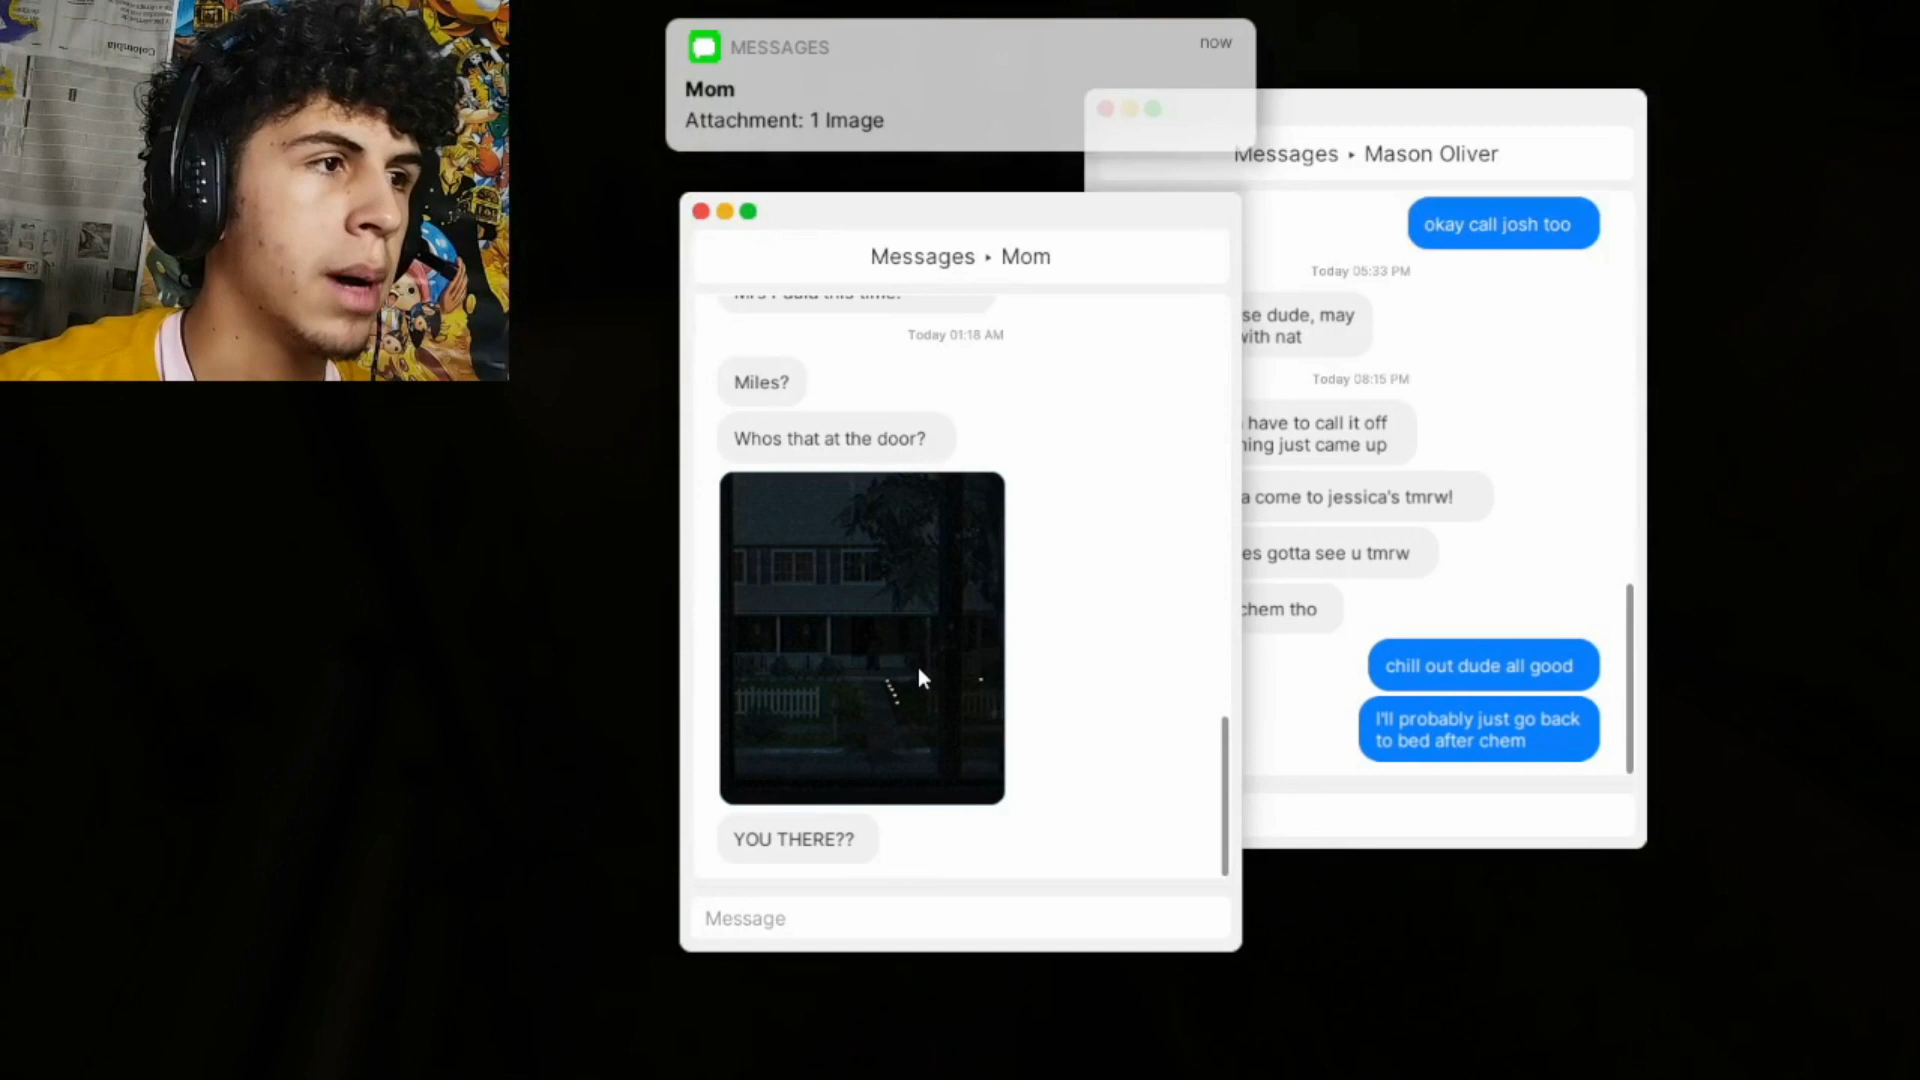 MESSAGES
now
Mom
Attachment: 1 Image
Messages ▸ Mom
Today 01:18 AM
Miles?
Whos that at the door?
YOU THERE??
Message
Messages ▸ Mason Oliver
okay call josh too
Today 05:33 PM
se dude, may
with nat
Today 08:15 PM
have to call it off
ing just came up
a come to jessica's tmrw!
es gotta see u tmrw
chem tho
chill out dude all good
I'll probably just go back
to bed after chem
Colombia